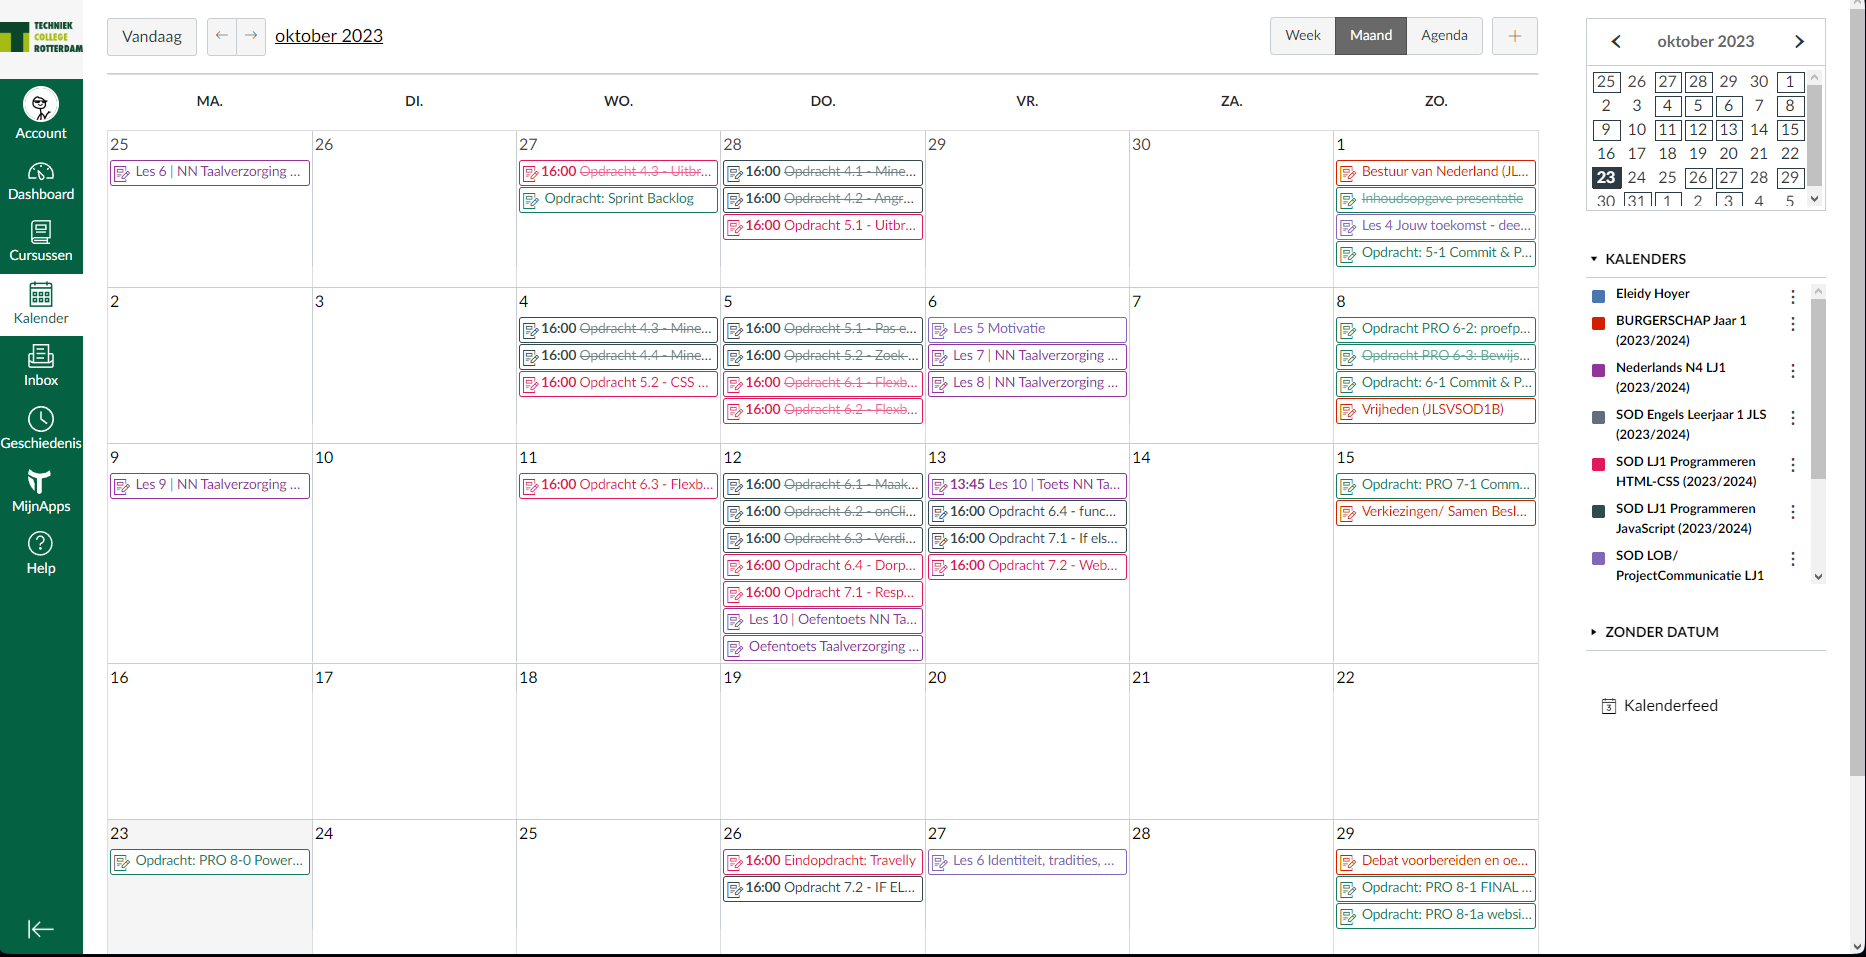 TECHNIEK
COLLEGE
ROTTERDAM
Account
Dashboard
Cursussen
Kalender
Inbox
Geschiedenis
MijnApps
Help
Vandaag
oktober 2023
Week
Maand
Agenda
MA.
DI.
WO.
DO.
VR.
ZA.
ZO.
25
Les 6 | NN Taalverzorging ...
26
27
16:00 Opdracht 4.3 - Uitbr...
Opdracht: Sprint Backlog
28
16:00 Opdracht 4.1 - Mine...
16:00 Opdracht 4.2 - Angr...
16:00 Opdracht 5.1 - Uitbr...
29
30
1
Bestuur van Nederland (JL...
Inhoudsopgave presentatie
Les 4 Jouw toekomst - dee...
Opdracht: 5-1 Commit & P...
2
3
4
16:00 Opdracht 4.3 - Mine...
16:00 Opdracht 4.4 - Mine...
16:00 Opdracht 5.2 - CSS ...
5
16:00 Opdracht 5.1 - Pas e...
16:00 Opdracht 5.2 - Zoek ...
16:00 Opdracht 6.1 - Flexb...
16:00 Opdracht 6.2 - Flexb...
6
Les 5 Motivatie
Les 7 | NN Taalverzorging ...
Les 8 | NN Taalverzorging ...
7
8
Opdracht PRO 6-2: proefp...
Opdracht PRO 6-3: Bewijs...
Opdracht: 6-1 Commit & P...
Vrijheden (JLSVSOD1B)
9
Les 9 | NN Taalverzorging ...
10
11
16:00 Opdracht 6.3 - Flexb...
12
16:00 Opdracht 6.1 - Maak...
16:00 Opdracht 6.2 - onCli...
16:00 Opdracht 6.3 - Verdi...
16:00 Opdracht 6.4 - Dorp...
16:00 Opdracht 7.1 - Resp...
Les 10 | Oefentoets NN Ta...
Oefentoets Taalverzorging ...
13
13:45 Les 10 | Toets NN Ta...
16:00 Opdracht 6.4 - func...
16:00 Opdracht 7.1 - If els...
16:00 Opdracht 7.2 - Web...
14
15
Opdracht: PRO 7-1 Comm...
Verkiezingen/ Samen Besl...
16
17
18
19
20
21
22
23
Opdracht: PRO 8-0 Power...
24
25
26
16:00 Eindopdracht: Travelly
16:00 Opdracht 7.2 - IF EL...
27
Les 6 Identiteit, tradities, ...
28
29
Debat voorbereiden en oe...
Opdracht: PRO 8-1 FINAL ...
Opdracht: PRO 8-1a websi...
oktober 2023
25 26 27 28 29 30 1
2 3 4 5 6 7 8
9 10 11 12 13 14 15
16 17 18 19 20 21 22
23 24 25 26 27 28 29
30 31 1 2 3 4 5
KALENDERS
Eleidy Hoyer
BURGERSCHAP Jaar 1
(2023/2024)
Nederlands N4 LJ1
(2023/2024)
SOD Engels Leerjaar 1 JLS
(2023/2024)
SOD LJ1 Programmeren
HTML-CSS (2023/2024)
SOD LJ1 Programmeren
JavaScript (2023/2024)
SOD LOB/
ProjectCommunicatie LJ1
ZONDER DATUM
3
Kalenderfeed